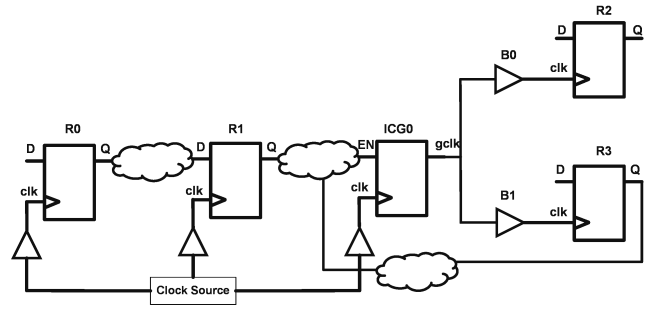 R2
D
Q
B0
clk
R0
R1
ICG0
D
Q
D
Q
EN
gclk
R3
D
Q
clk
clk
clk
B1
clk
Clock Source